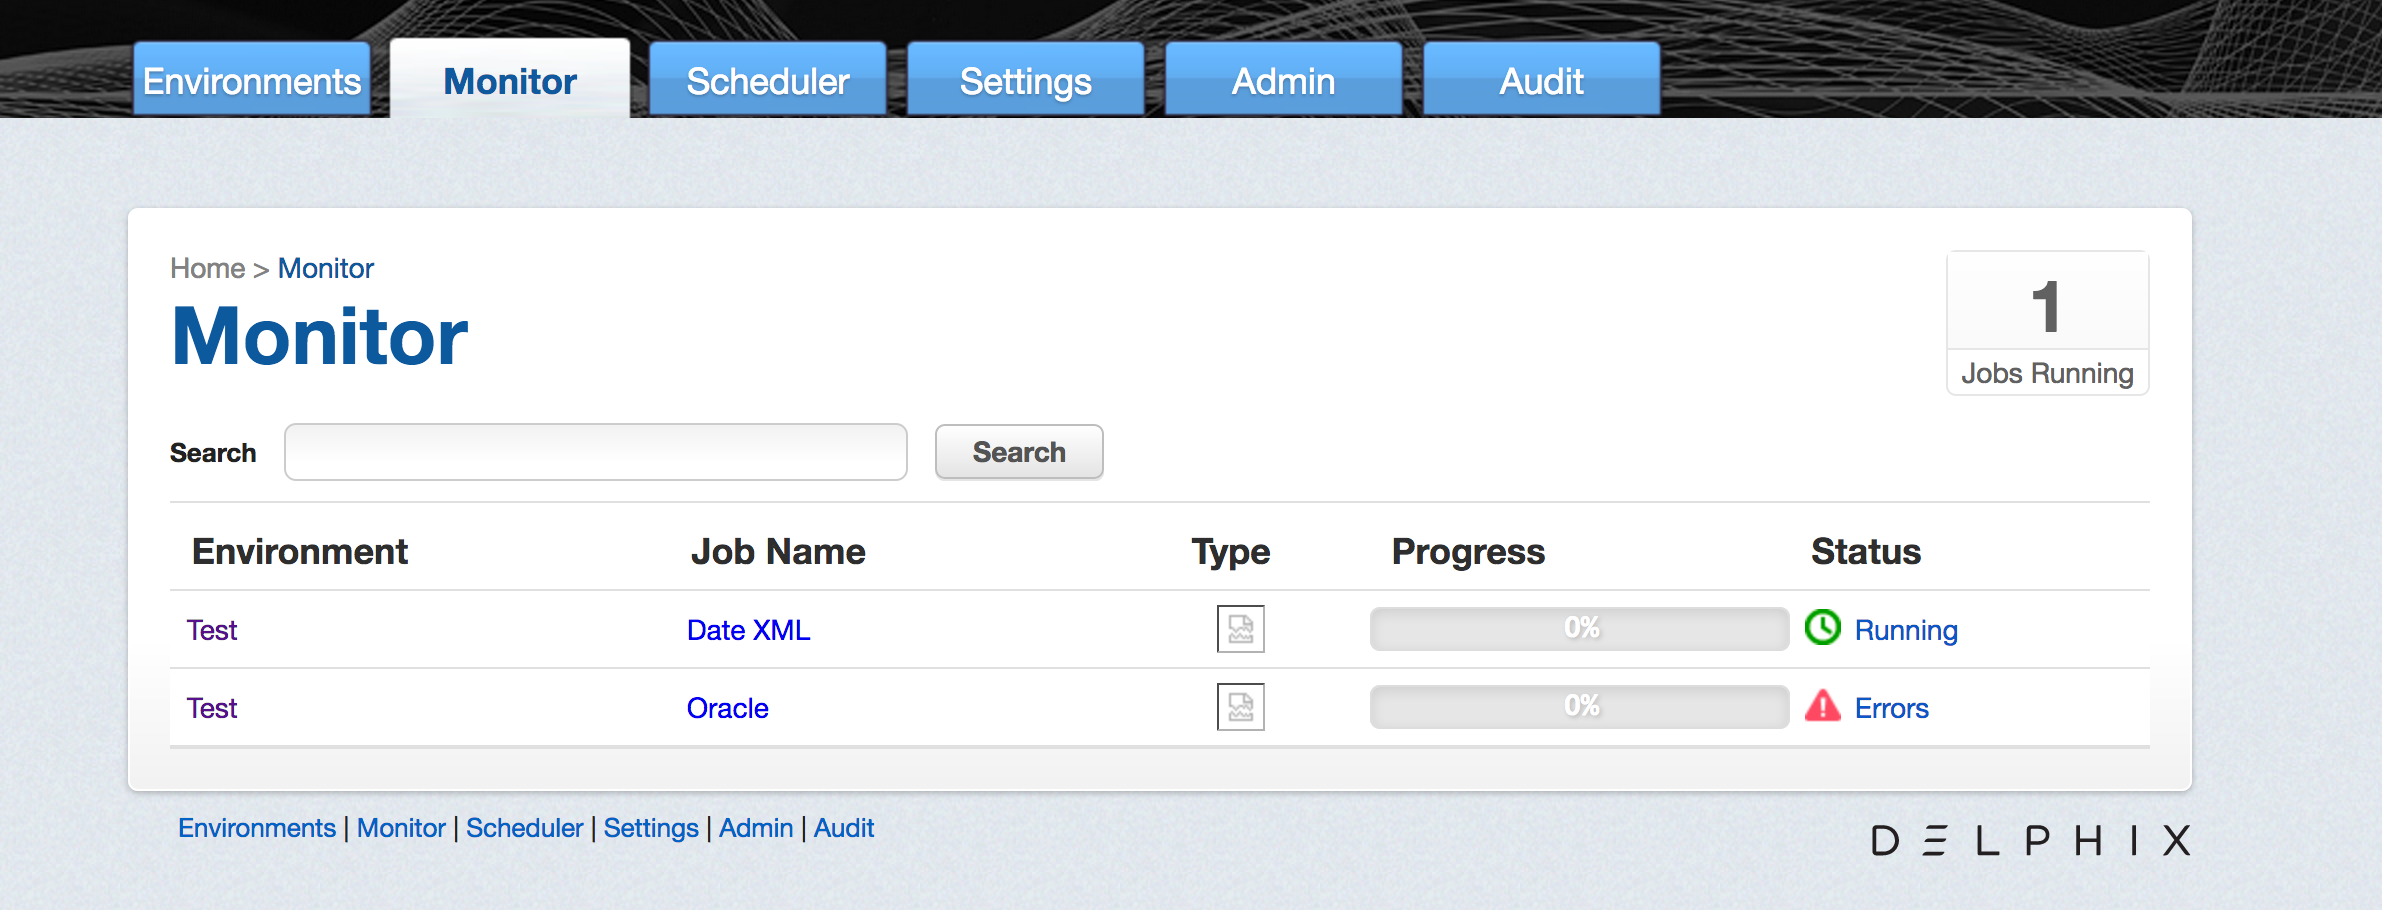 Environments Monitor Scheduler Settings Admin Audit
Home > Monitor
Monitor
1
Jobs Running
Search Search
Environment Job Name Type Progress Status
Test Date XML 0% Running
Test Oracle 0% Errors
Environments | Monitor | Scheduler | Settings | Admin | Audit
DELPHIX